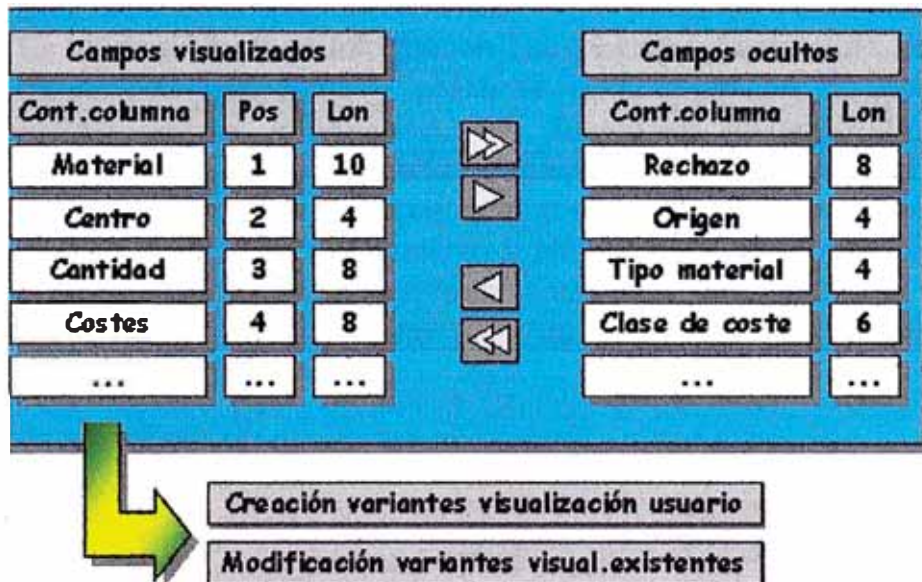 Campos visualizados
Cont.columna Pos Lon
Material 1 10
Centro 2 4
Cantidad 3 8
Costes 4 8
... ... ...
Campos ocultos
Cont.columna Lon
Rechazo 8
Origen 4
Tipo material 4
Clase de coste 6
... ...
Creación variantes visualización usuario
Modificación variantes visual.existentes